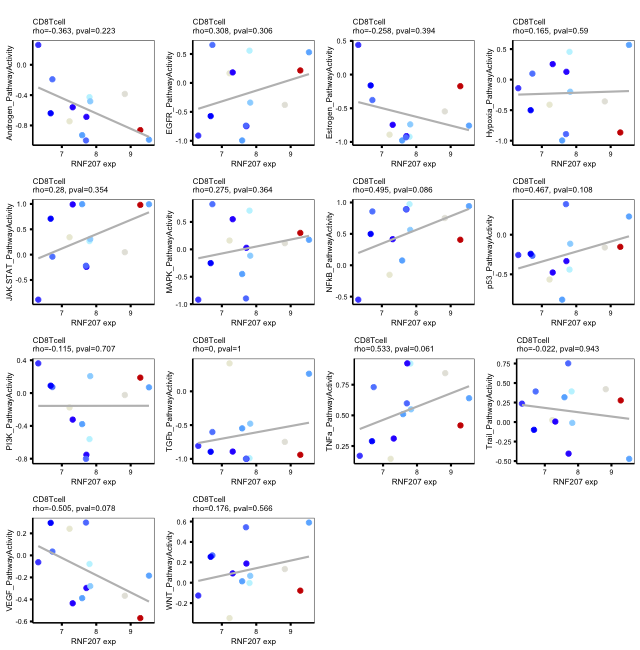 CD8Tcell
rho=-0.363, pval=0.223
Androgen_PathwayActivity
0.0
-0.4
-0.8
7 8 9
RNF207 exp
CD8Tcell
rho=0.308, pval=0.306
EGFR_PathwayActivity
0.5
0.0
-0.5
-1.0
7 8 9
RNF207 exp
CD8Tcell
rho=-0.258, pval=0.394
Estrogen_PathwayActivity
0.5
0.0
-0.5
-1.0
7 8 9
RNF207 exp
CD8Tcell
rho=0.165, pval=0.59
Hypoxia_PathwayActivity
0.5
0.0
-0.5
-1.0
7 8 9
RNF207 exp
CD8Tcell
rho=0.28, pval=0.354
JAK.STAT_PathwayActivity
1.0
0.5
0.0
-0.5
7 8 9
RNF207 exp
CD8Tcell
rho=0.275, pval=0.364
MAPK_PathwayActivity
0.5
0.0
-0.5
-1.0
7 8 9
RNF207 exp
CD8Tcell
rho=0.495, pval=0.086
NFkB_PathwayActivity
1.0
0.5
0.0
-0.5
7 8 9
RNF207 exp
CD8Tcell
rho=0.467, pval=0.108
p53_PathwayActivity
0.0
-0.5
7 8 9
RNF207 exp
CD8Tcell
rho=-0.115, pval=0.707
PI3K_PathwayActivity
0.4
0.0
-0.4
-0.8
7 8 9
RNF207 exp
CD8Tcell
rho=0, pval=1
TGFb_PathwayActivity
0.0
-0.5
-1.0
7 8 9
RNF207 exp
CD8Tcell
rho=0.533, pval=0.061
TNFa_PathwayActivity
0.75
0.50
0.25
7 8 9
RNF207 exp
CD8Tcell
rho=-0.022, pval=0.943
Trail_PathwayActivity
0.75
0.50
0.25
0.00
-0.25
-0.50
7 8 9
RNF207 exp
CD8Tcell
rho=-0.505, pval=0.078
VEGF_PathwayActivity
0.2
0.0
-0.2
-0.4
-0.6
7 8 9
RNF207 exp
CD8Tcell
rho=0.176, pval=0.566
WNT_PathwayActivity
0.6
0.4
0.2
0.0
-0.2
7 8 9
RNF207 exp